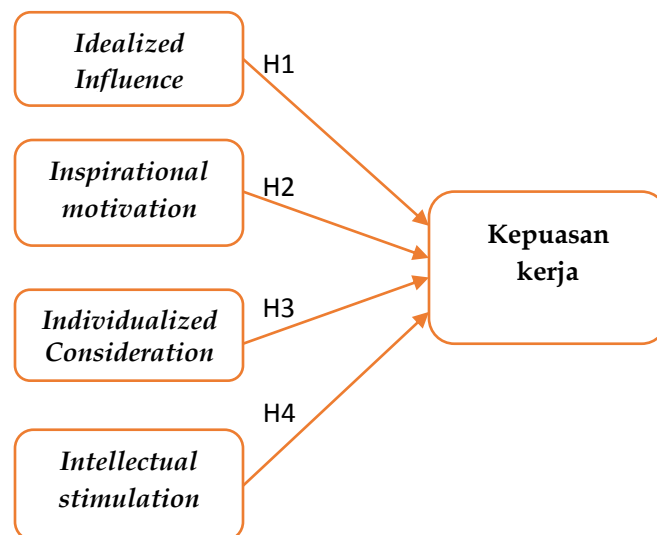 Idealized
Influence
H1
Inspirational
motivation
H2
Kepuasan
kerja
Individualized
Consideration
H3
Intellectual
stimulation
H4